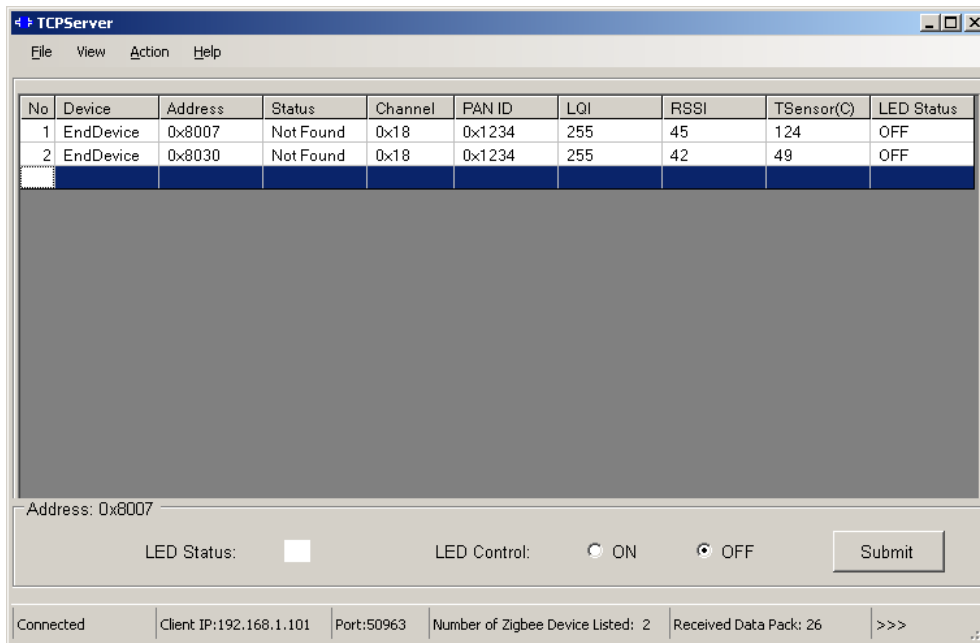 TCPServer
File View Action Help
No Device Address Status Channel PAN ID LQI RSSI TSensor(C) LED Status
1 EndDevice 0x8007 Not Found 0x18 0x1234 255 45 124 OFF
2 EndDevice 0x8030 Not Found 0x18 0x1234 255 42 49 OFF
Address: 0x8007
LED Status: LED Control: ON OFF Submit
Connected Client IP:192.168.1.101 Port:50963 Number of Zigbee Device Listed: 2 Received Data Pack: 26 >>>